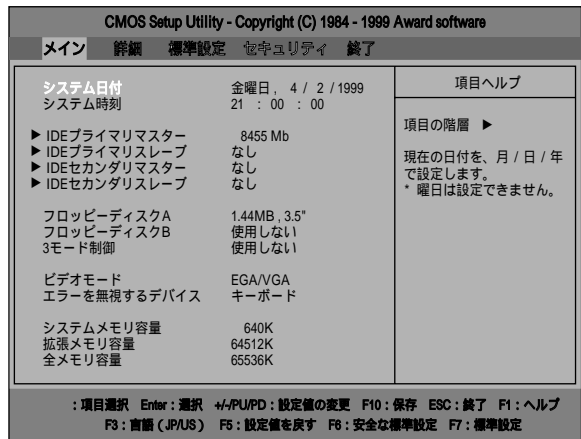 CMOS Setup Utility - Copyright (C) 1984 - 1999 Award software
メイン 詳細 標準設定 セキュリティ 終了
システム日付 金曜日 , 4 / 2 / 1999
システム時刻 21 : 00 : 00
▶ IDEプライマリマスター 8455 Mb
▶ IDEプライマリスレーブ なし
▶ IDEセカンダリマスター なし
▶ IDEセカンダリスレーブ なし
フロッピーディスクA 1.44MB , 3.5"
フロッピーディスクB 使用しない
3モード制御 使用しない
ビデオモード EGA/VGA
エラーを無視するデバイス キーボード
システムメモリ容量 640K
拡張メモリ容量 64512K
全メモリ容量 65536K
項目ヘルプ
項目の階層 ▶
現在の日付を、月 / 日 / 年
で設定します。
* 曜日は設定できません。
: 項目選択 Enter : 選択 +/-/PU/PD : 設定値の変更 F10 : 保存 ESC : 終了 F1 : ヘルプ
F3 : 言語 ( JP/US ) F5 : 設定値を戻す F6 : 安全な標準設定 F7 : 標準設定